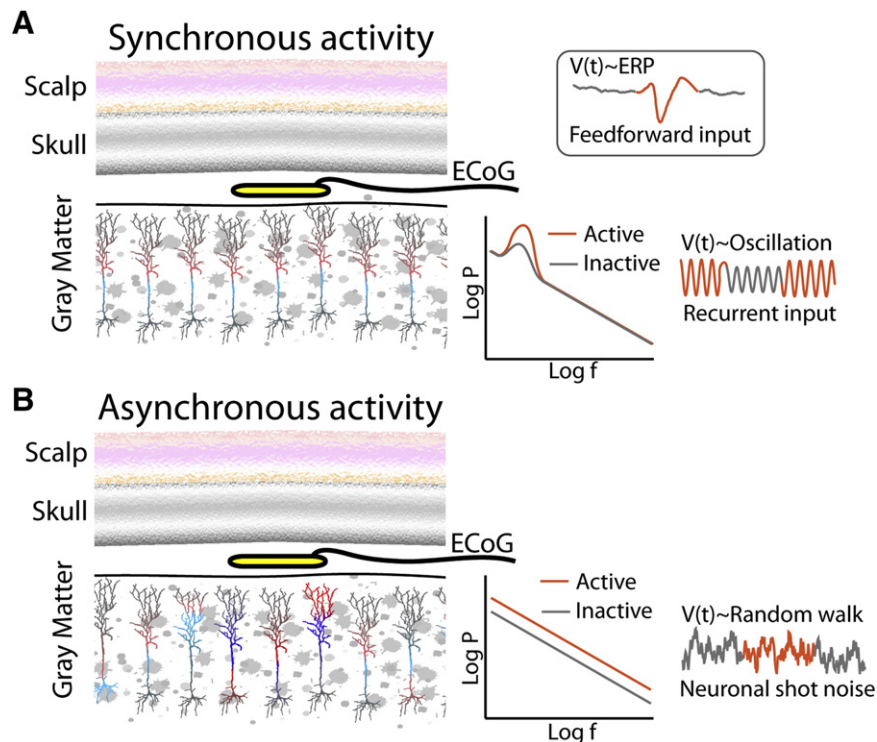 A
Synchronous activity
Scalp
Skull
Gray Matter
ECoG
V(t)~ERP
Feedforward input
Log P
Active
Inactive
Log f
V(t)~Oscillation
Recurrent input
B
Asynchronous activity
Scalp
Skull
Gray Matter
ECoG
Log P
Active
Inactive
Log f
V(t)~Random walk
Neuronal shot noise